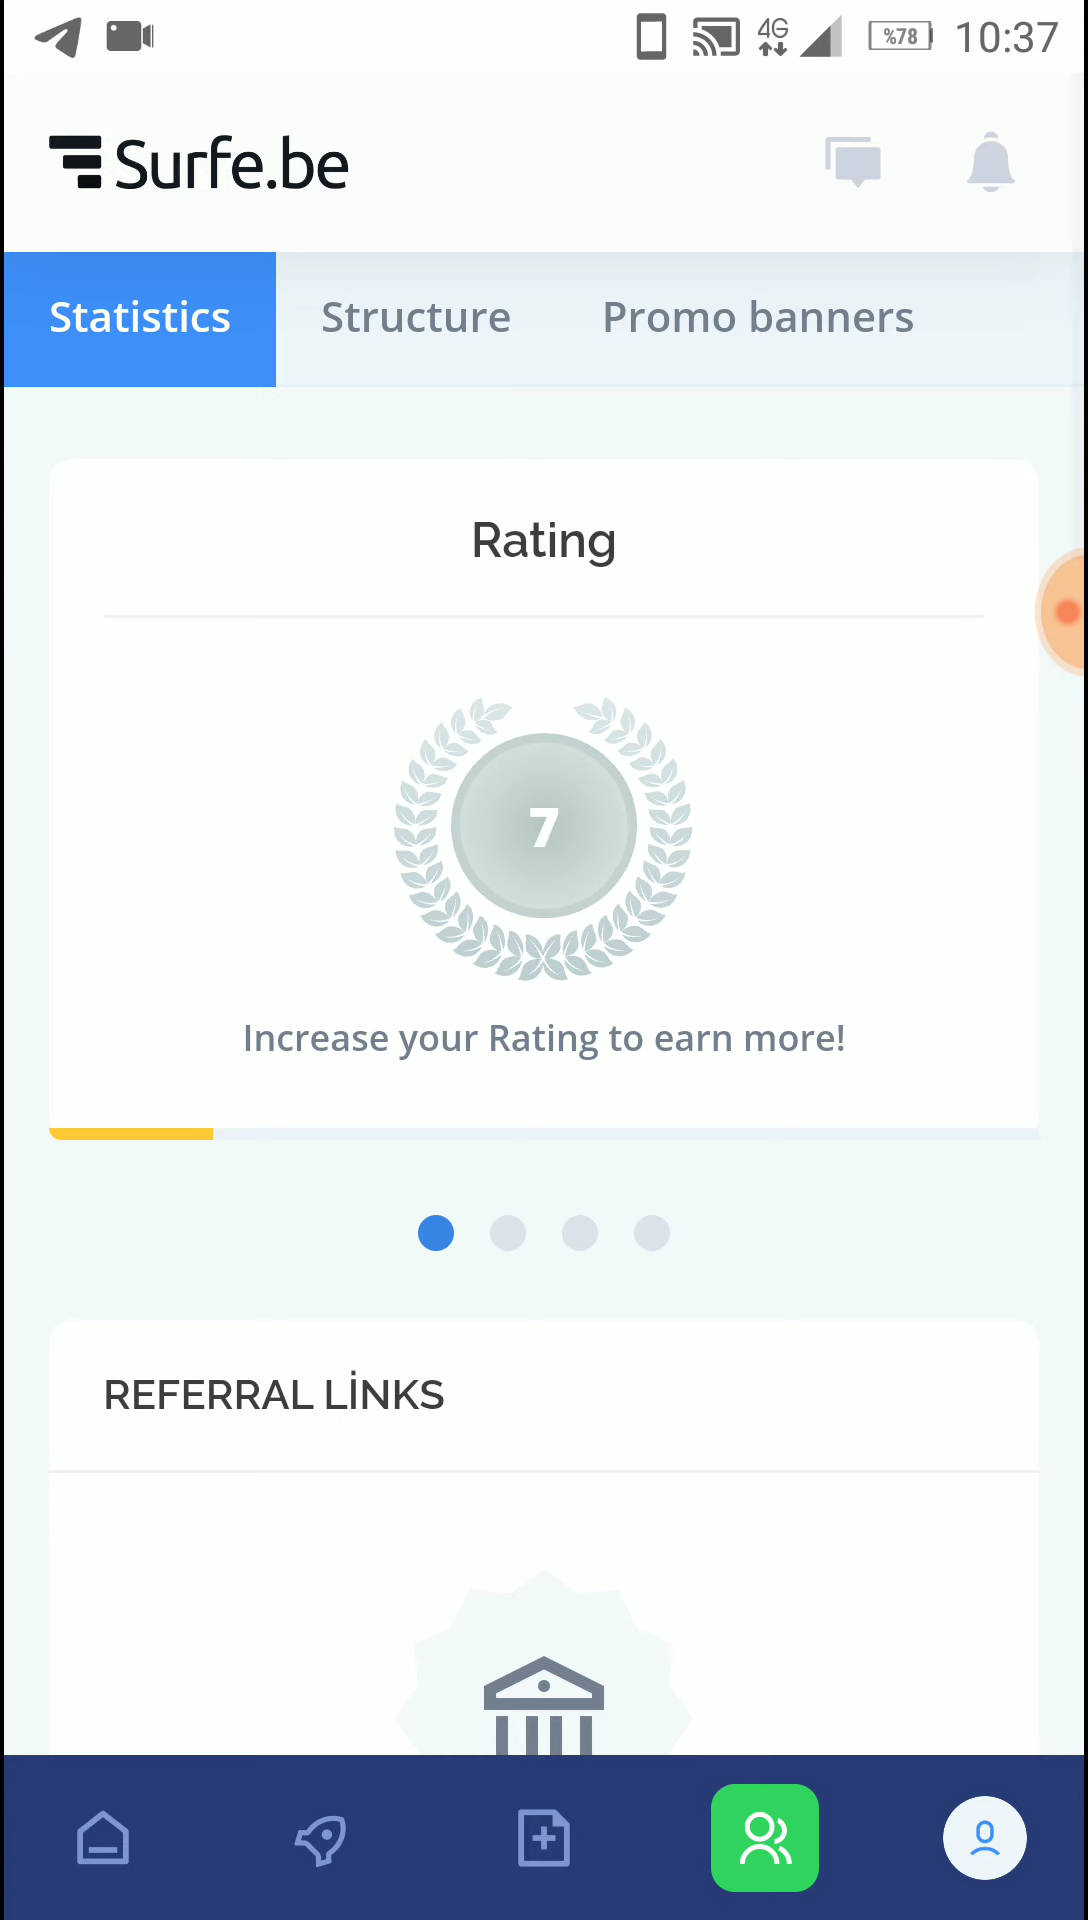 4G %78 10:37
Surfe.be
Statistics Structure Promo banners
Rating
7
Increase your Rating to earn more!
REFERRAL LİNKS